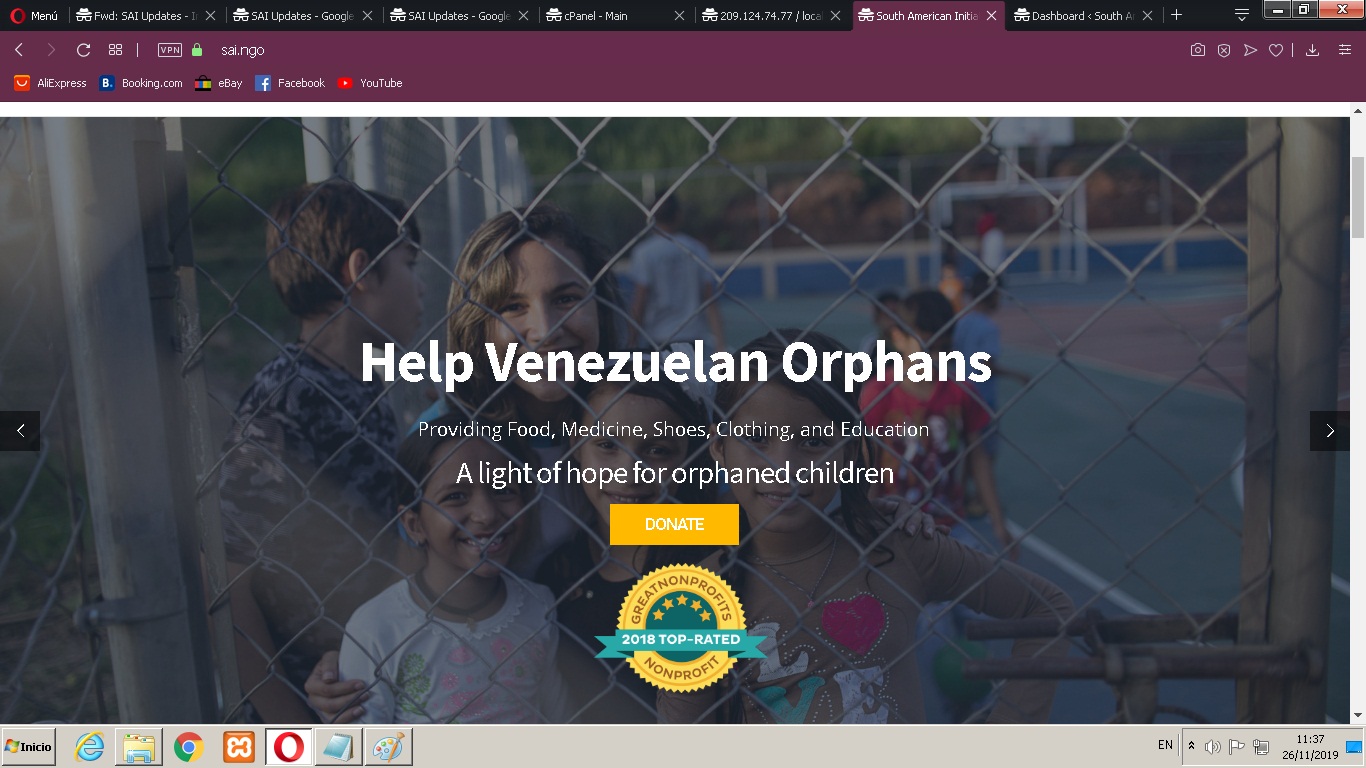 Menú
Fwd: SAI Updates - I
SAI Updates - Google
SAI Updates - Google
cPanel - Main
209.124.74.77 / local
South American Initia
Dashboard ‹ South A
VPN
sai.ngo
AliExpress
B. Booking.com
eBay
Facebook
YouTube
Help Venezuelan Orphans
Providing Food, Medicine, Shoes, Clothing, and Education
A light of hope for orphaned children
DONATE
GREATNONPROFITS
2018 TOP-RATED
NONPROFIT
Inicio
EN
11:37
26/11/2019